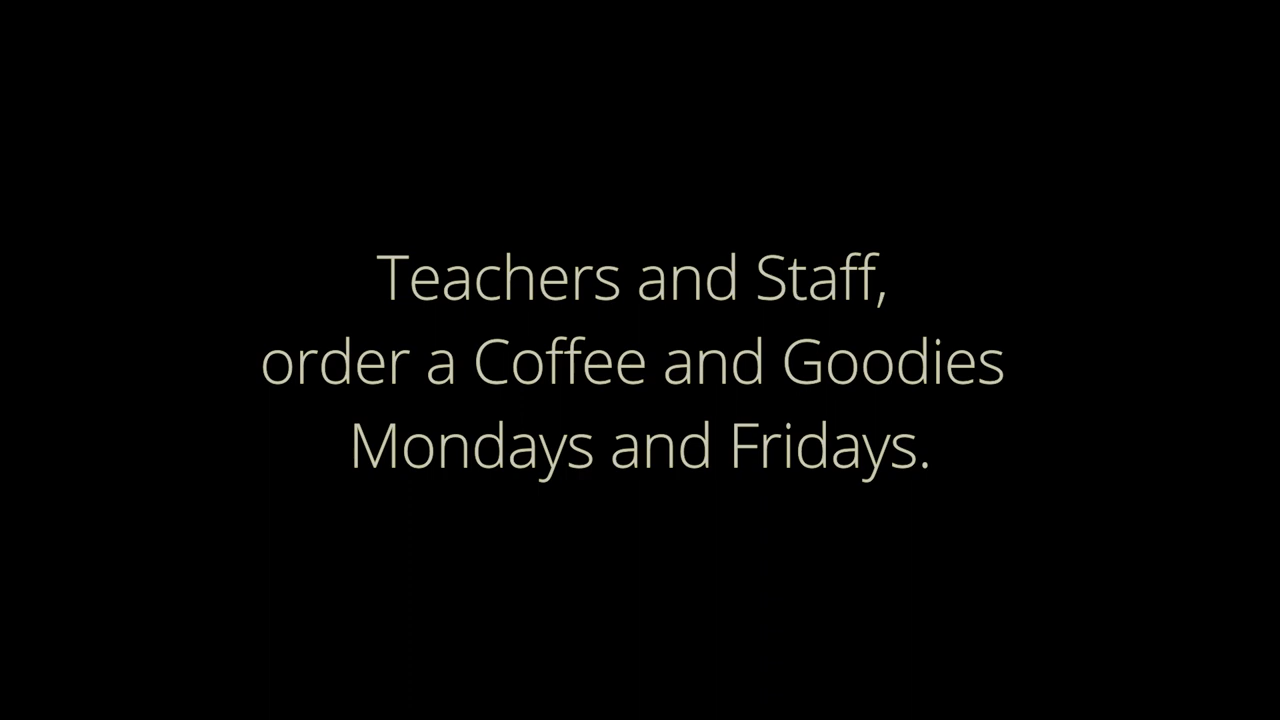 Teachers and Staff,
order a Coffee and Goodies
Mondays and Fridays.